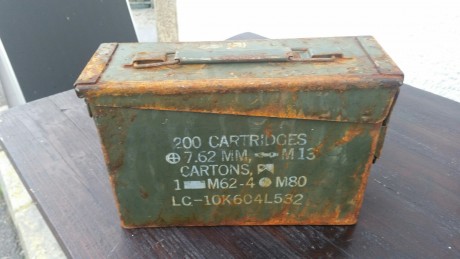 200 CARTRIDGES
7.62 MM, M13
CARTONS,
1 M62-4 M80
LC-10K604L532